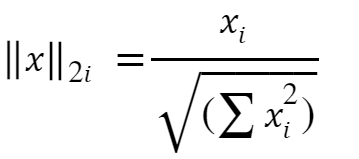 ‖x‖₂ᵢ = xᵢ / √(∑ xᵢ²)